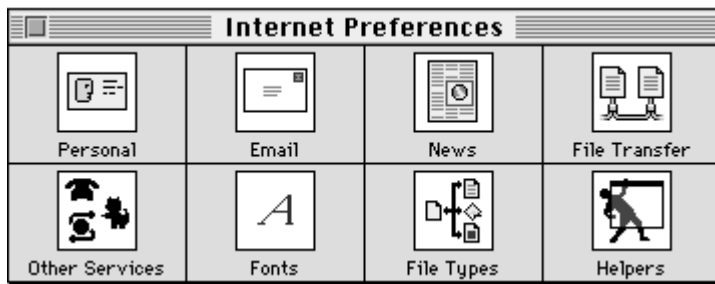 Internet Preferences
Personal Email News File Transfer
Other Services Fonts File Types Helpers